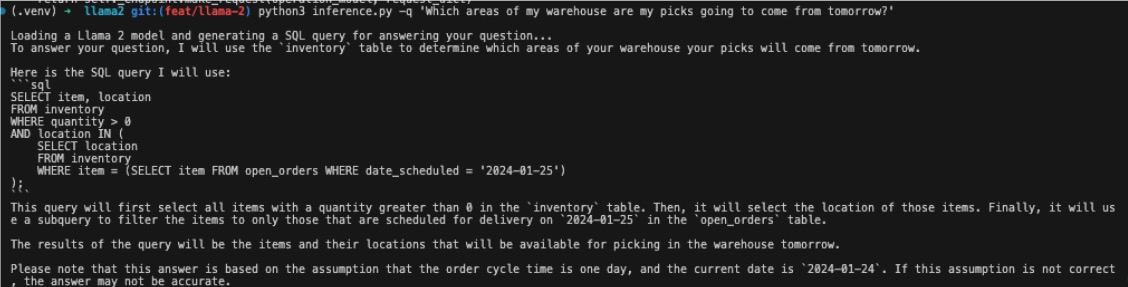 return self._endpoint.make_request(operation_model, request_dict)
(.venv) → llama2 git:(feat/llama-2) python3 inference.py -q 'Which areas of my warehouse are my picks going to come from tomorrow?'
Loading a Llama 2 model and generating a SQL query for answering your question...
To answer your question, I will use the `inventory` table to determine which areas of your warehouse your picks will come from tomorrow.
Here is the SQL query I will use:
```sql
SELECT item, location
FROM inventory
WHERE quantity > 0
AND location IN (
    SELECT location
    FROM inventory
    WHERE item = (SELECT item FROM open_orders WHERE date_scheduled = '2024-01-25')
);
```
This query will first select all items with a quantity greater than 0 in the `inventory` table. Then, it will select the location of those items. Finally, it will us
e a subquery to filter the items to only those that are scheduled for delivery on `2024-01-25` in the `open_orders` table.
The results of the query will be the items and their locations that will be available for picking in the warehouse tomorrow.
Please note that this answer is based on the assumption that the order cycle time is one day, and the current date is `2024-01-24`. If this assumption is not correct
, the answer may not be accurate.